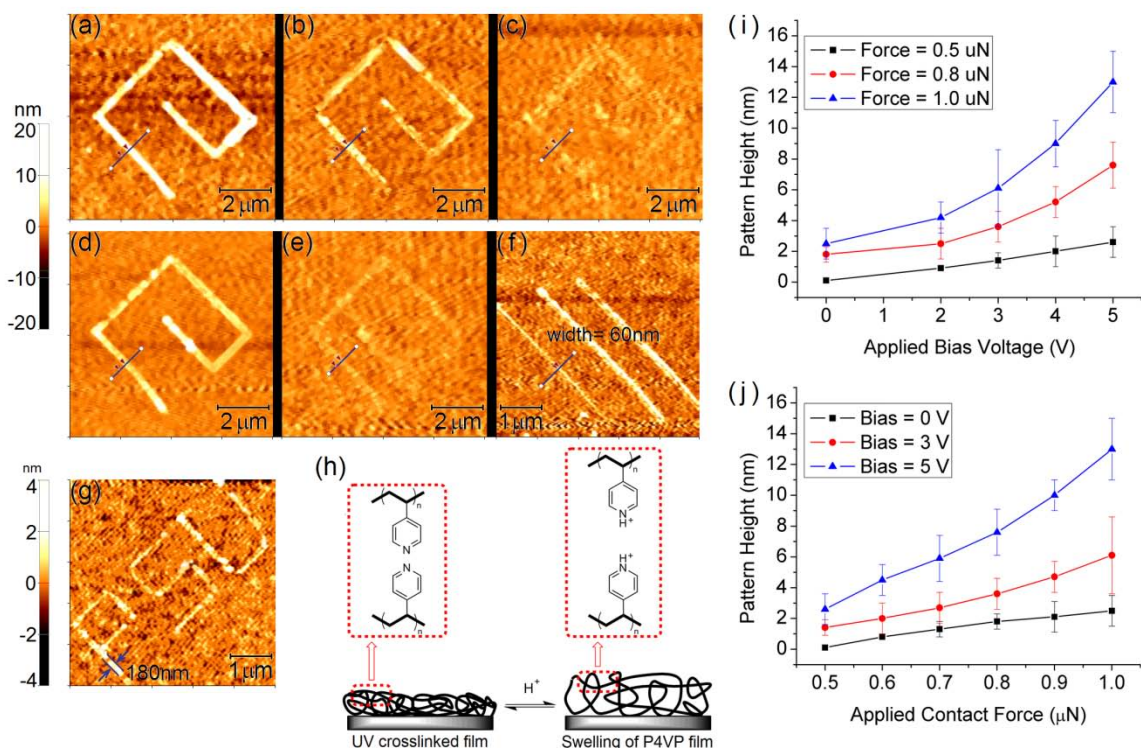 nm
20
10
0
-10
-20
(a)
2 μm
(b)
2 μm
(c)
2 μm
(d)
2 μm
(e)
2 μm
(f)
width= 60nm
1μm
nm
4
2
0
-2
-4
(g)
180nm
1μm
(h)
n
N
N
n
n
N
H+
H+
N
n
H+
UV crosslinked film
Swelling of P4VP film
(i)
Force = 0.5 uN
Force = 0.8 uN
Force = 1.0 uN
Pattern Height (nm)
16
14
12
10
8
6
4
2
0
0 1 2 3 4 5
Applied Bias Voltage (V)
(j)
Bias = 0 V
Bias = 3 V
Bias = 5 V
Pattern Height (nm)
16
14
12
10
8
6
4
2
0
0.5 0.6 0.7 0.8 0.9 1.0
Applied Contact Force (μN)